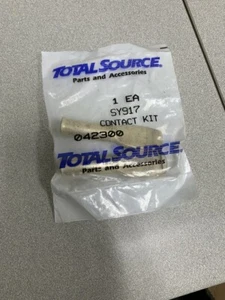 TOTALSOURCE.
Parts and Accessories
1 EA
SY917
CONTACT KIT
042300
TOTALSOURCE.
Parts and Accessories